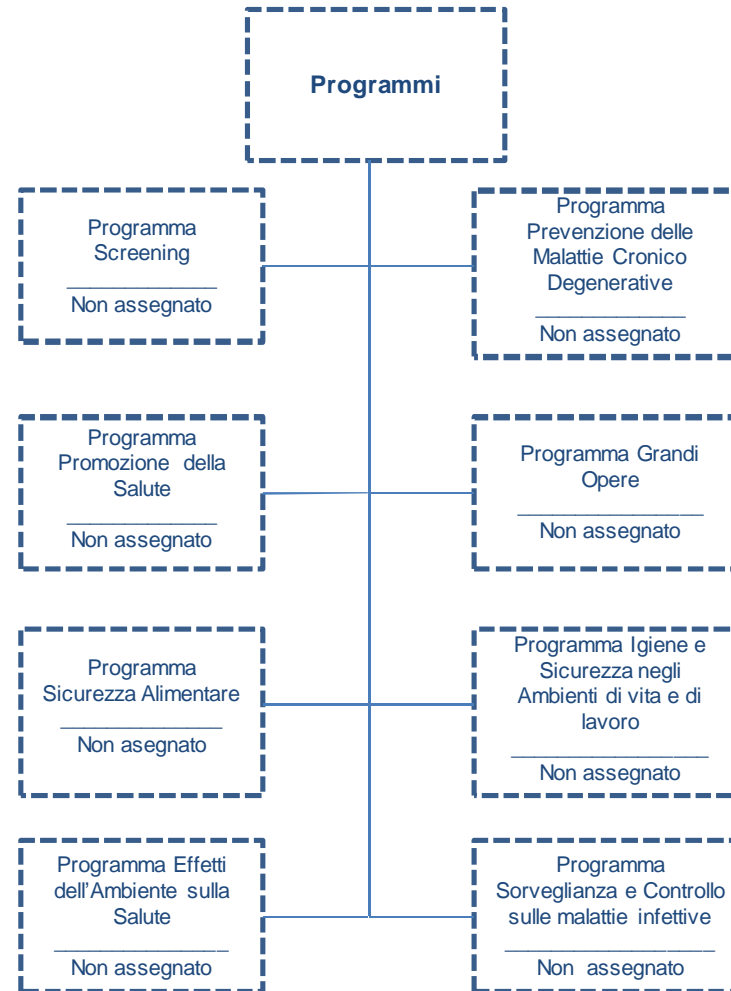 Programmi
Programma
Screening
Non assegnato
Programma
Prevenzione delle
Malattie Cronico
Degenerative
Non assegnato
Programma
Promozione della
Salute
Non assegnato
Programma Grandi
Opere
Non assegnato
Programma
Sicurezza Alimentare
Non asegnato
Programma Igiene e
Sicurezza negli
Ambienti di vita e di
lavoro
Non assegnato
Programma Effetti
dell'Ambiente sulla
Salute
Non assegnato
Programma
Sorveglianza e Controllo
sulle malattie infettive
Non assegnato